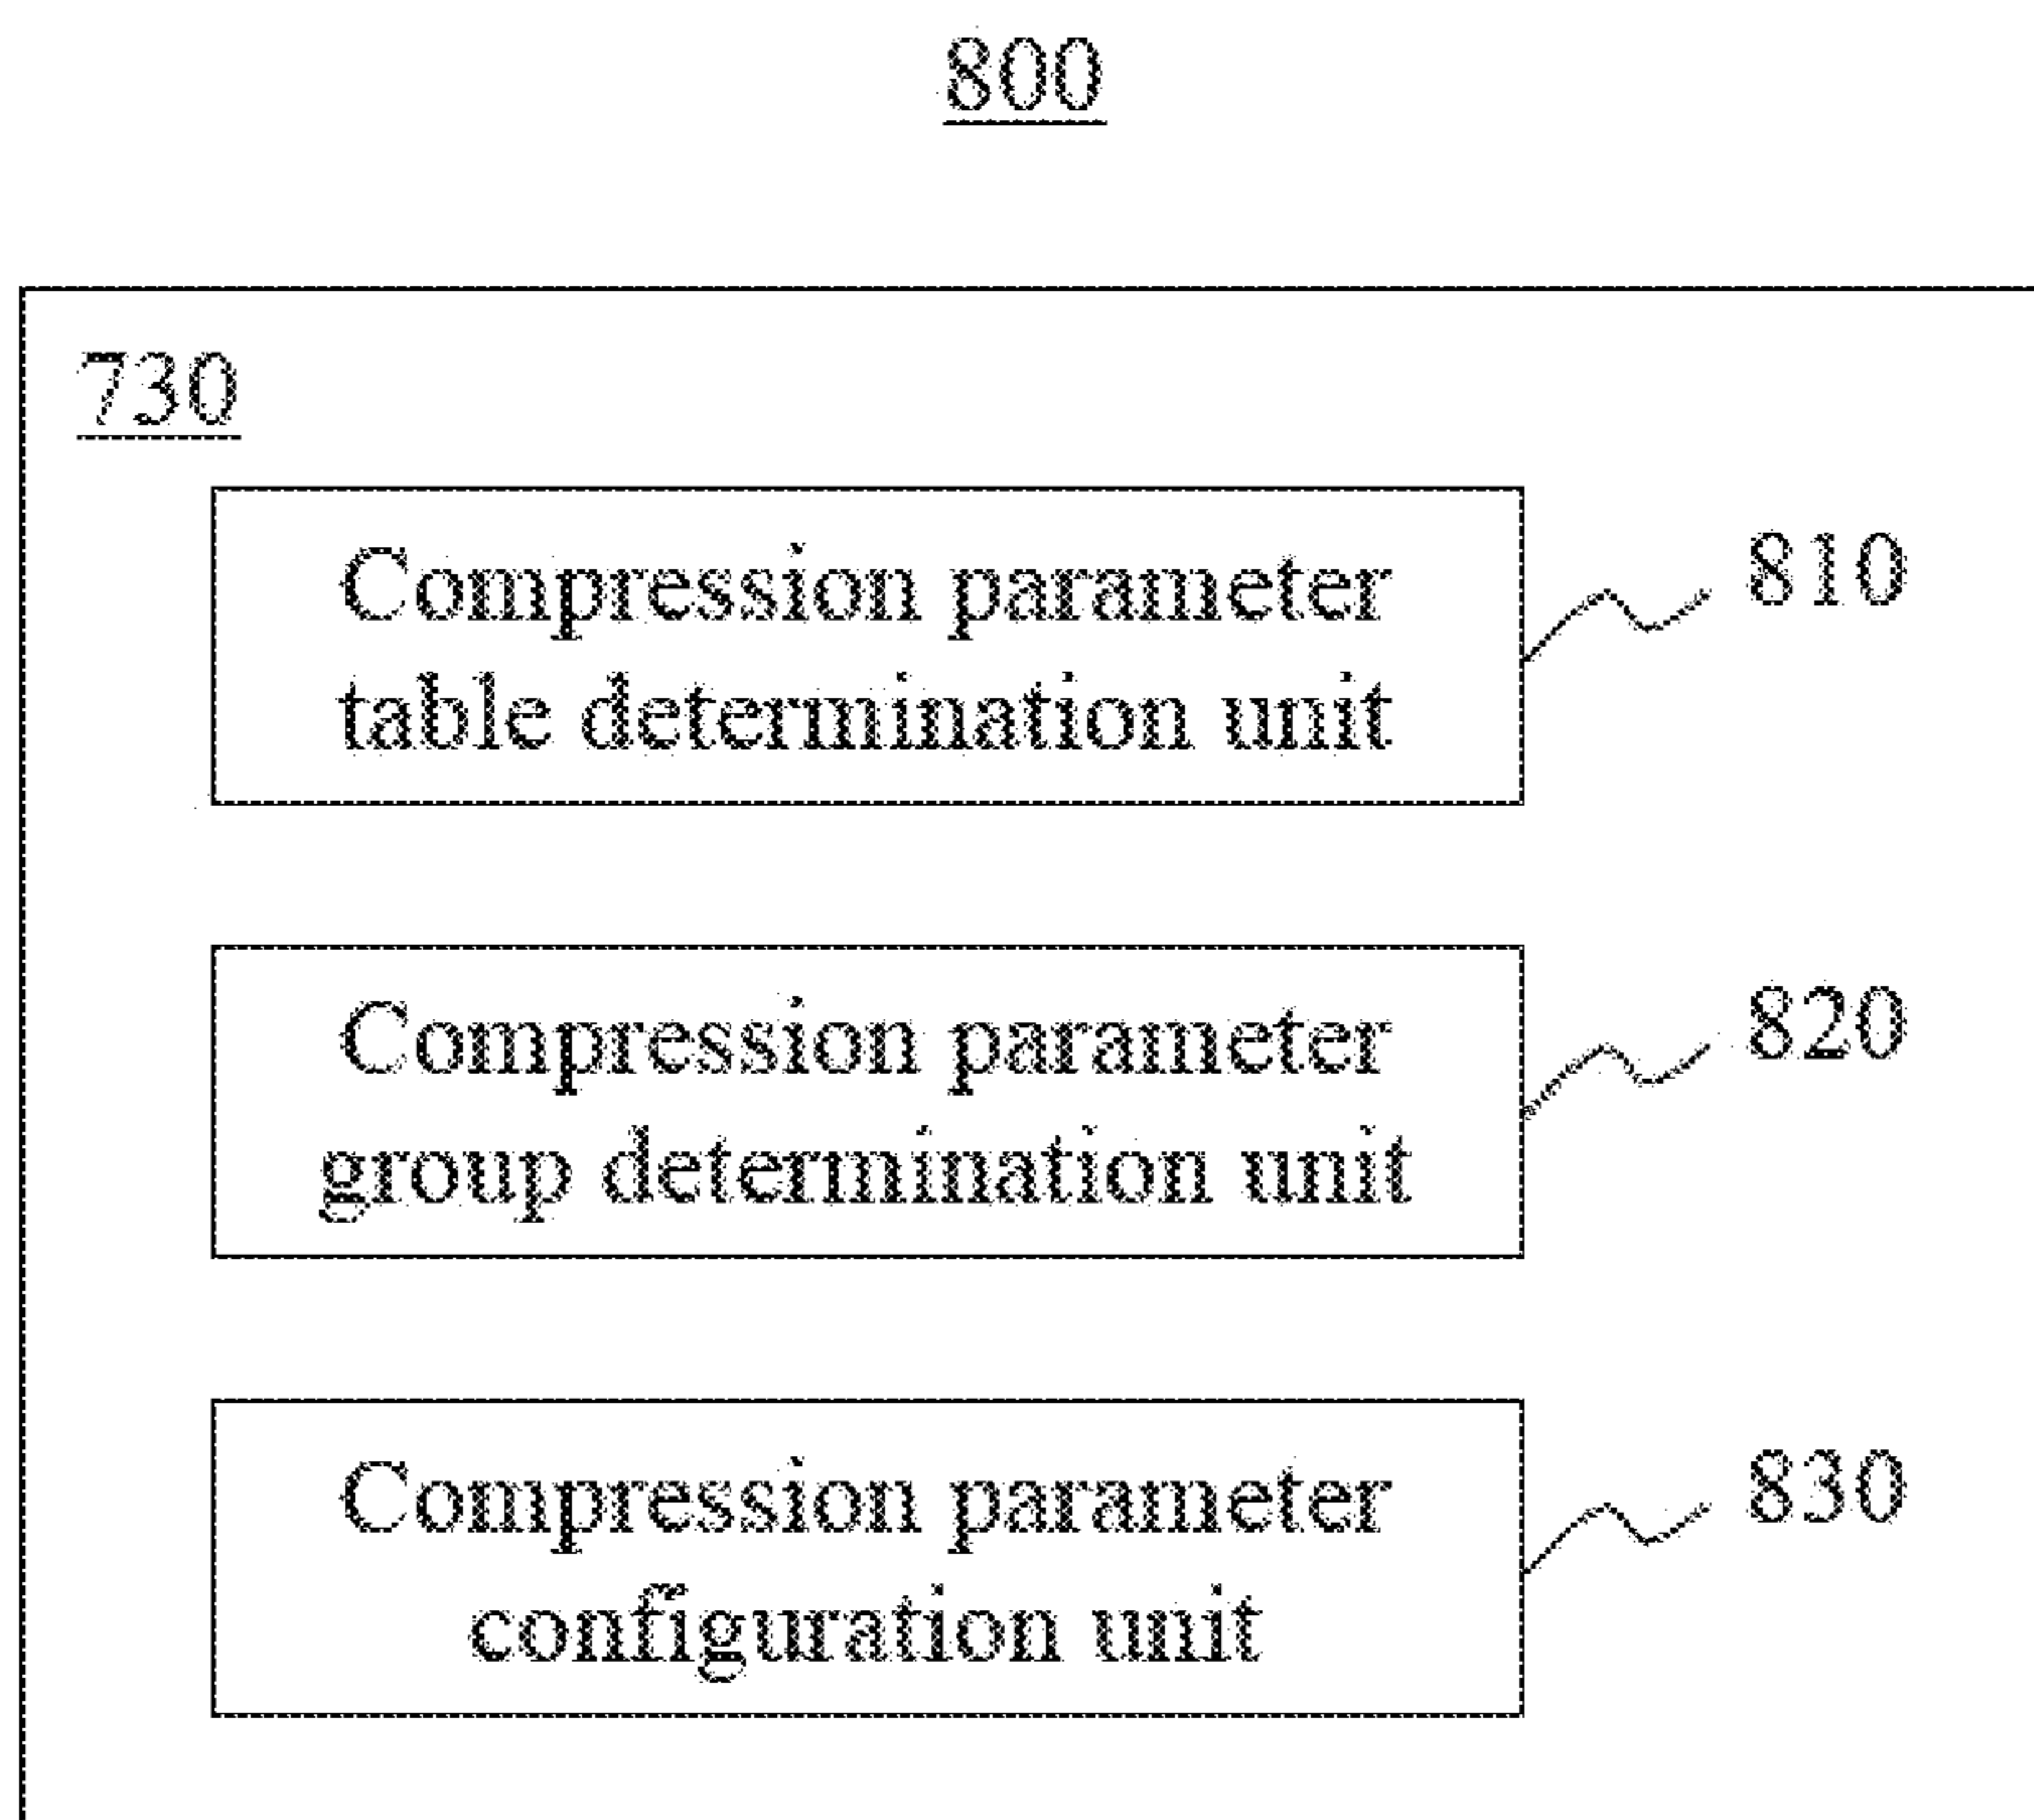 800
730
Compression parameter
table determination unit
810
Compression parameter
group determination unit
820
Compression parameter
configuration unit
830